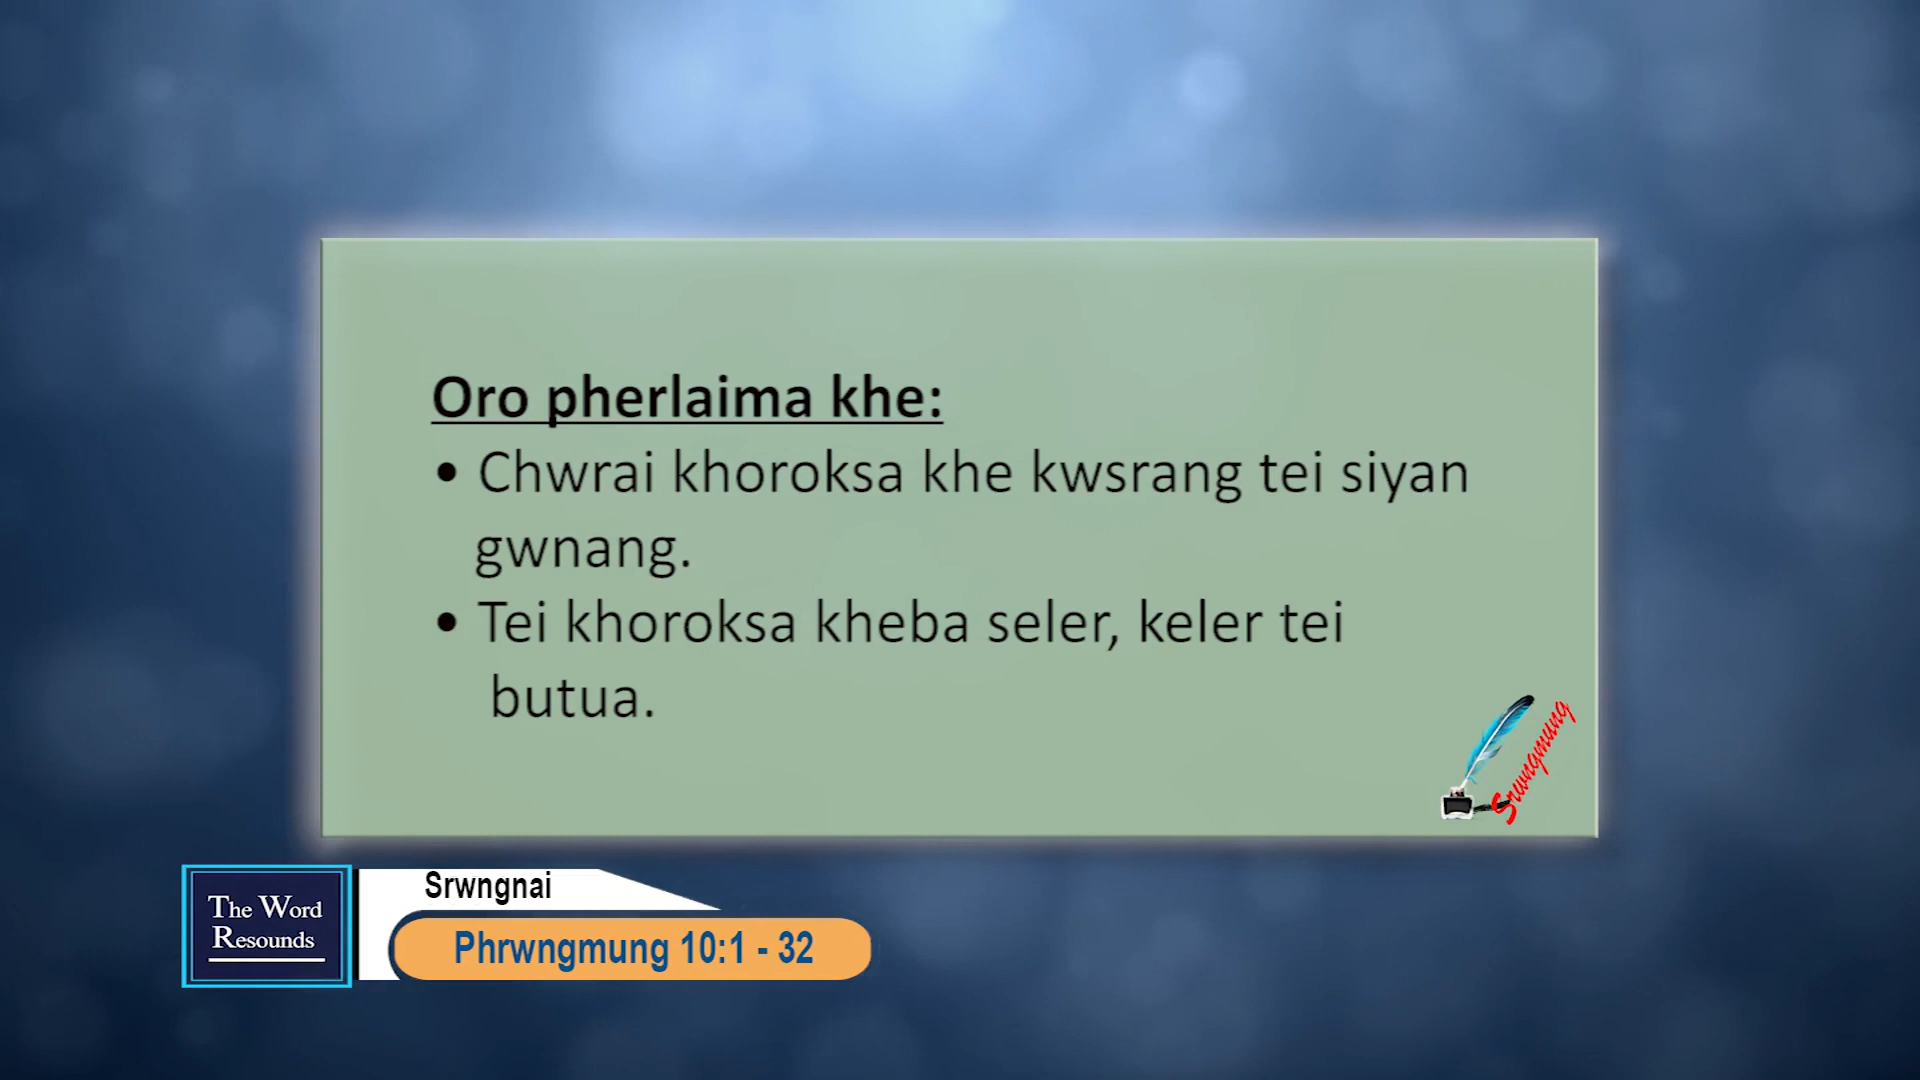 Oro pherlaima khe:
• Chwrai khoroksa khe kwsrang tei siyan
gwnang.
• Tei khoroksa kheba seler, keler tei
butua.
Srwngmung
The Word
Resounds
Srwngnai
Phrwngmung 10:1 - 32